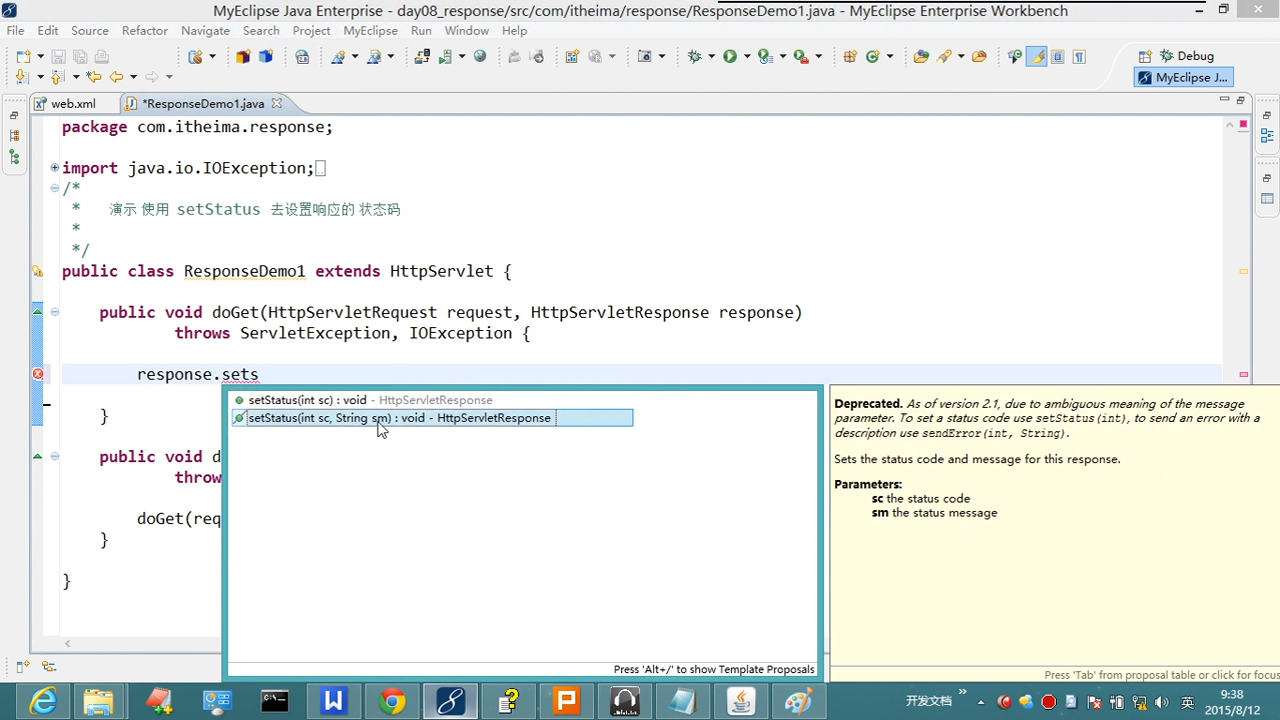 MyEclipse Java Enterprise - day08_response/src/com/itheima/response/ResponseDemo1.java - MyEclipse Enterprise Workbench
File Edit Source Refactor Navigate Search Project MyEclipse Run Window Help
Debug
MyEclipse J...
web.xml
*ResponseDemo1.java
package com.itheima.response;
import java.io.IOException;
/*
* 演示 使用 setStatus 去设置响应的 状态码
*
*/
public class ResponseDemo1 extends HttpServlet {
public void doGet(HttpServletRequest request, HttpServletResponse response)
throws ServletException, IOException {
response.sets
setStatus(int sc) : void - HttpServletResponse
setStatus(int sc, String sm) : void - HttpServletResponse
}
public void d
throw
doGet(req
}
}
Press 'Alt+/' to show Template Proposals
Deprecated. As of version 2.1, due to ambiguous meaning of the message
parameter. To set a status code use setStatus(int), to send an error with a
description use sendError(int, String).
Sets the status code and message for this response.
Parameters:
sc the status code
sm the status message
Press 'Tab' from proposal table or click for focus
开发文档
英
9:38
2015/8/12